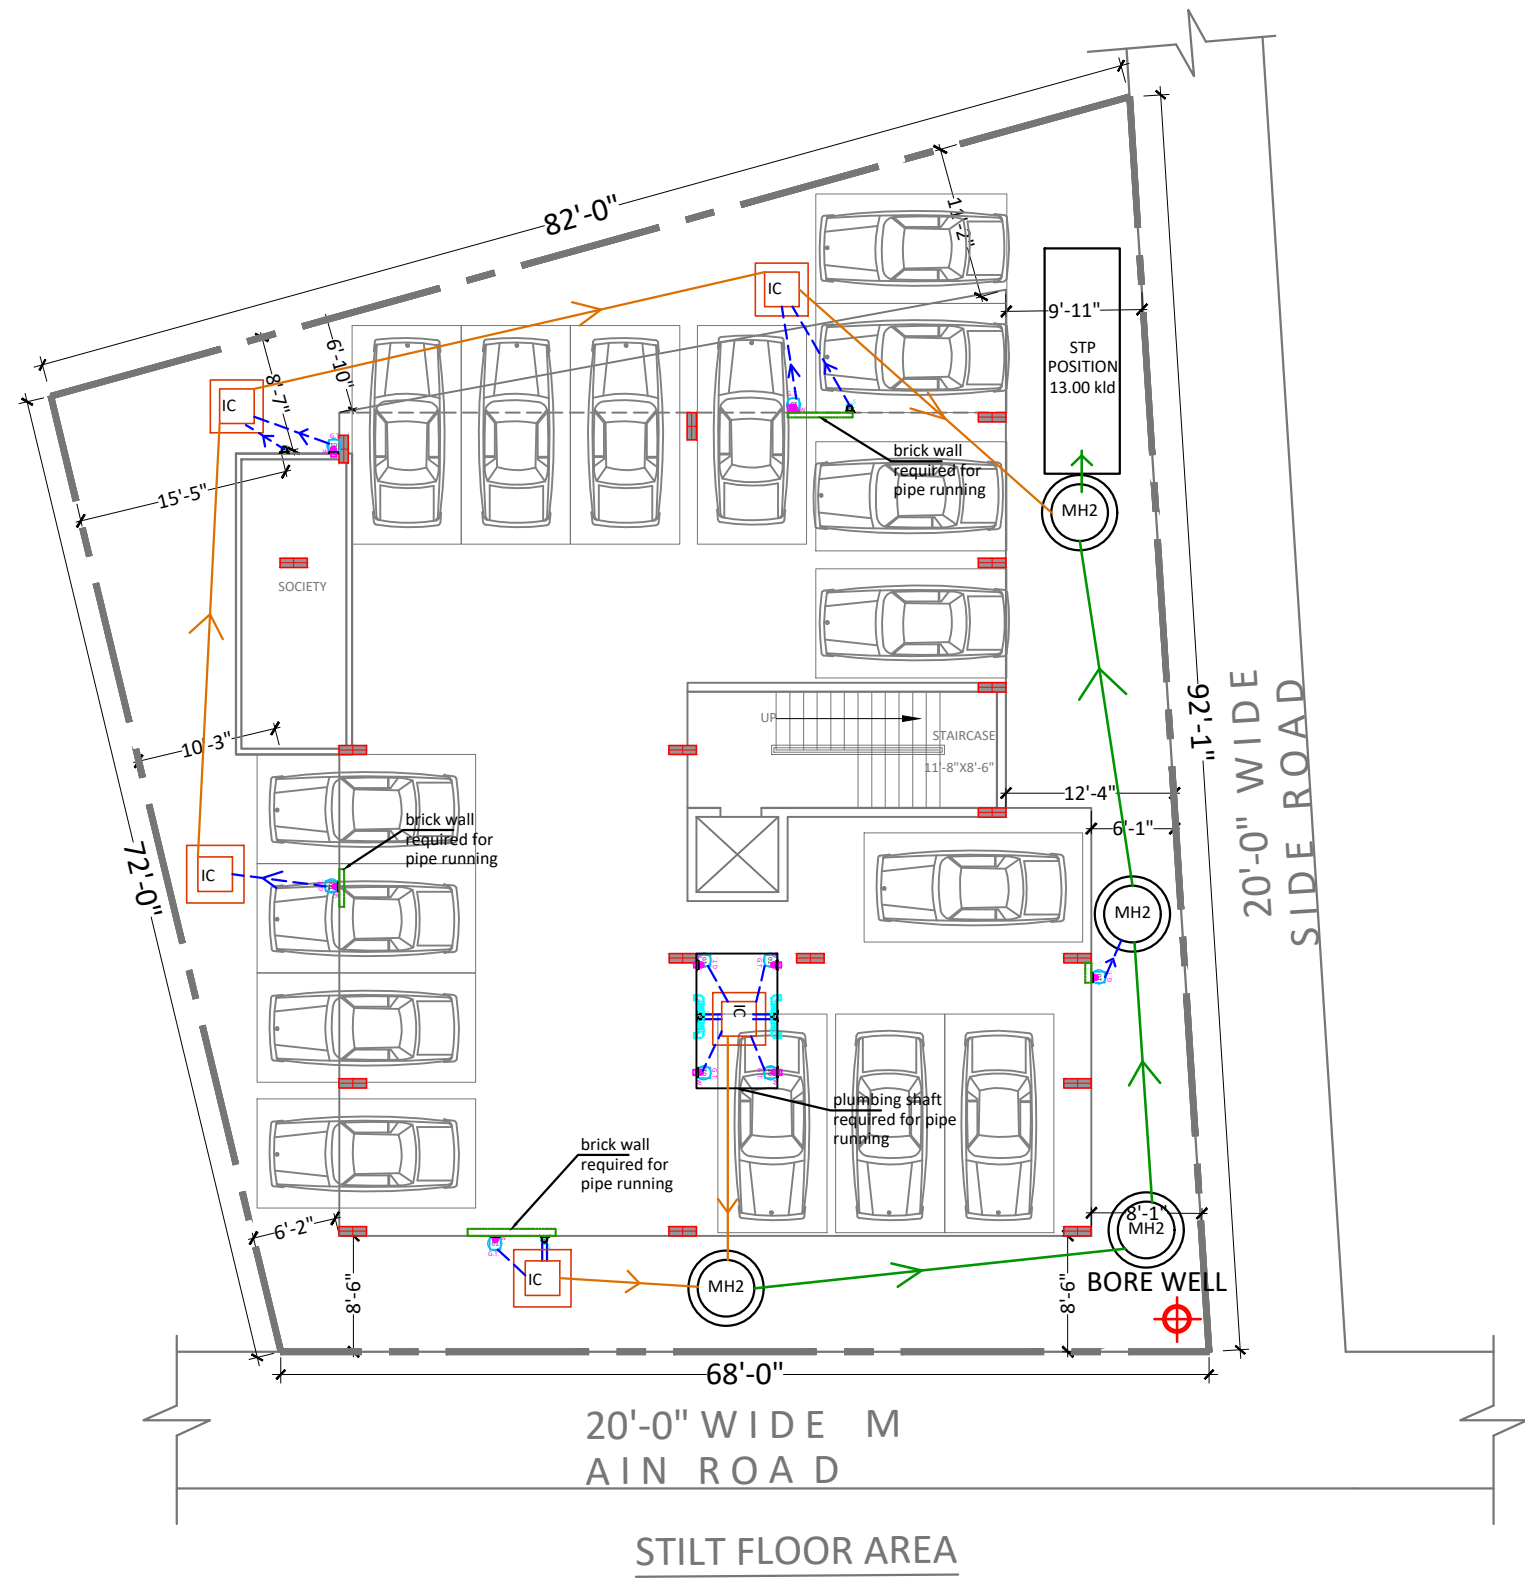 82'-0"
11'-2"
IC
9'-11"
STP
POSITION
13.00 kld
6'-10"
8'-7"
IC
brick wall
required for
pipe running
15'-5"
MH2
SOCIETY
20'-0" WIDE
SIDE ROAD
92'-1"
UP
STAIRCASE
11'-8"X8'-6"
10'-3"
12'-4"
6'-1"
brick wall
required for
pipe running
72'-0"
IC
MH2
G.T
G.T
IC
plumbing shaft
required for pipe
running
brick wall
required for
pipe running
6'-2"
8'-1"
MH2
IC
MH2
BORE WELL
8'-6"
8'-6"
68'-0"
20'-0" WIDE M
AIN ROAD
STILT FLOOR AREA